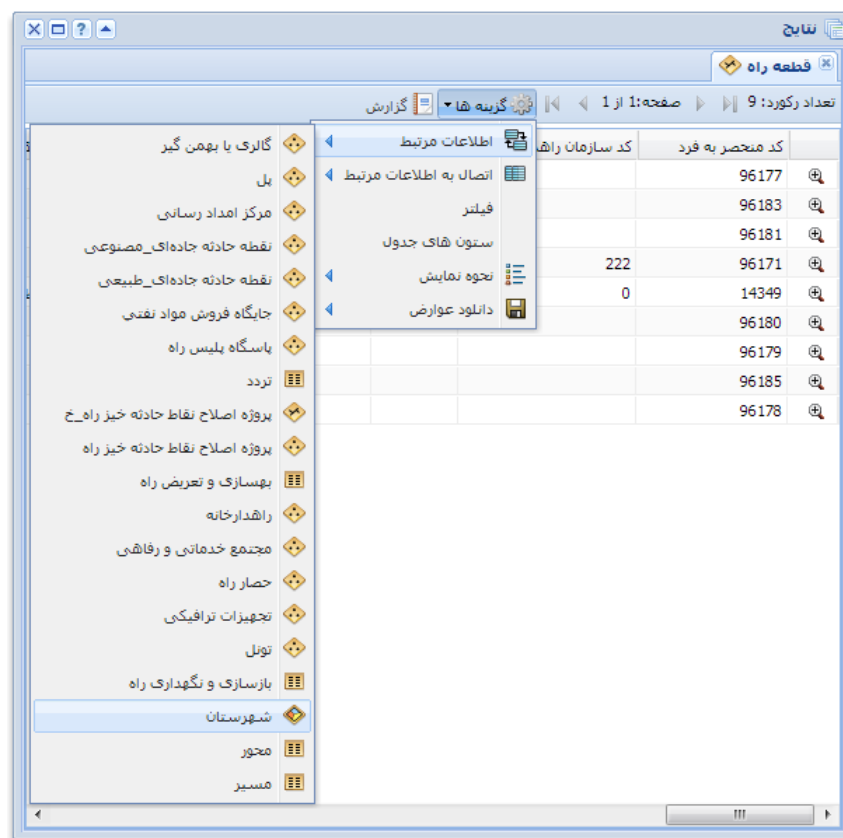 نتایج
قطعه راه
تعداد رکورد: 9 صفحه:1 از 1 گزینه ها گزارش
کد منحصر به فرد
کد سازمان راهد
96177
96183
96181
96171 222
14349 0
96180
96179
96185
96178
اطلاعات مرتبط
اتصال به اطلاعات مرتبط
فیلتر
ستون های جدول
نحوه نمایش
دانلود عوارض
گالری یا بهمن گیر
پل
مرکز امداد رسانی
نقطه حادثه جاده‌ای_مصنوعی
نقطه حادثه جاده‌ای_طبیعی
جایگاه فروش مواد نفتی
پاسگاه پلیس راه
تردد
پروژه اصلاح نقاط حادثه خیز راه_خ
پروژه اصلاح نقاط حادثه خیز راه
بهسازی و تعریض راه
راهدارخانه
مجتمع خدماتی و رفاهی
حصار راه
تجهیزات ترافیکی
تونل
بازسازی و نگهداری راه
شهرستان
محور
مسیر